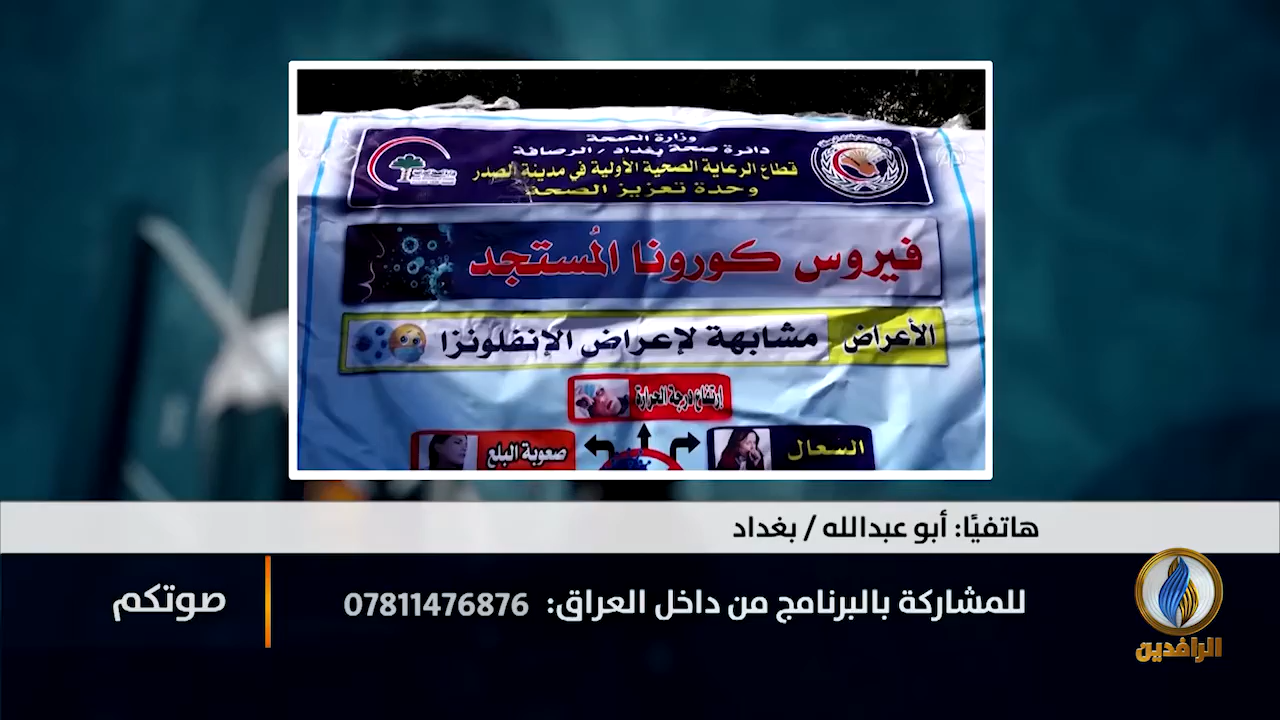 وزارة الصحة
دائرة صحة بغداد / الرصافة
قطاع الرعاية الصحية الأولية في مدينة الصدر
وحدة تعزيز الصحة
فيروس كورونا المُستجد
الأعراض مشابهة لإعراض الإنفلونزا
إرتفاع درجة الحرارة
السعال
صعوبة البلع
هاتفيًا: أبو عبدالله / بغداد
للمشاركة بالبرنامج من داخل العراق: 07811476876
صوتكم
الرافدين